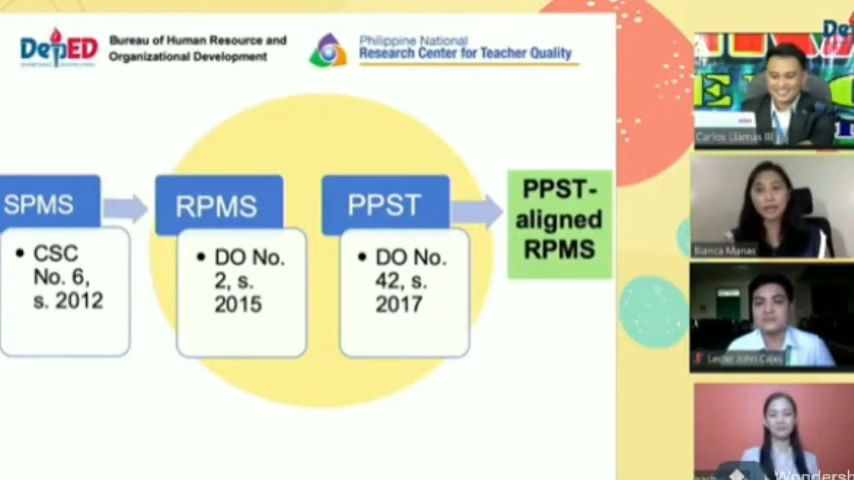 DepED
Bureau of Human Resource and
Organizational Development
Philippine National
Research Center for Teacher Quality
SPMS
• CSC
No. 6,
s. 2012
RPMS
• DO No.
2, s.
2015
PPST
• DO No.
42, s.
2017
PPST-
aligned
RPMS
Carlos Llamas III
Bianca Manas
Lester John Cajes
Wondersh